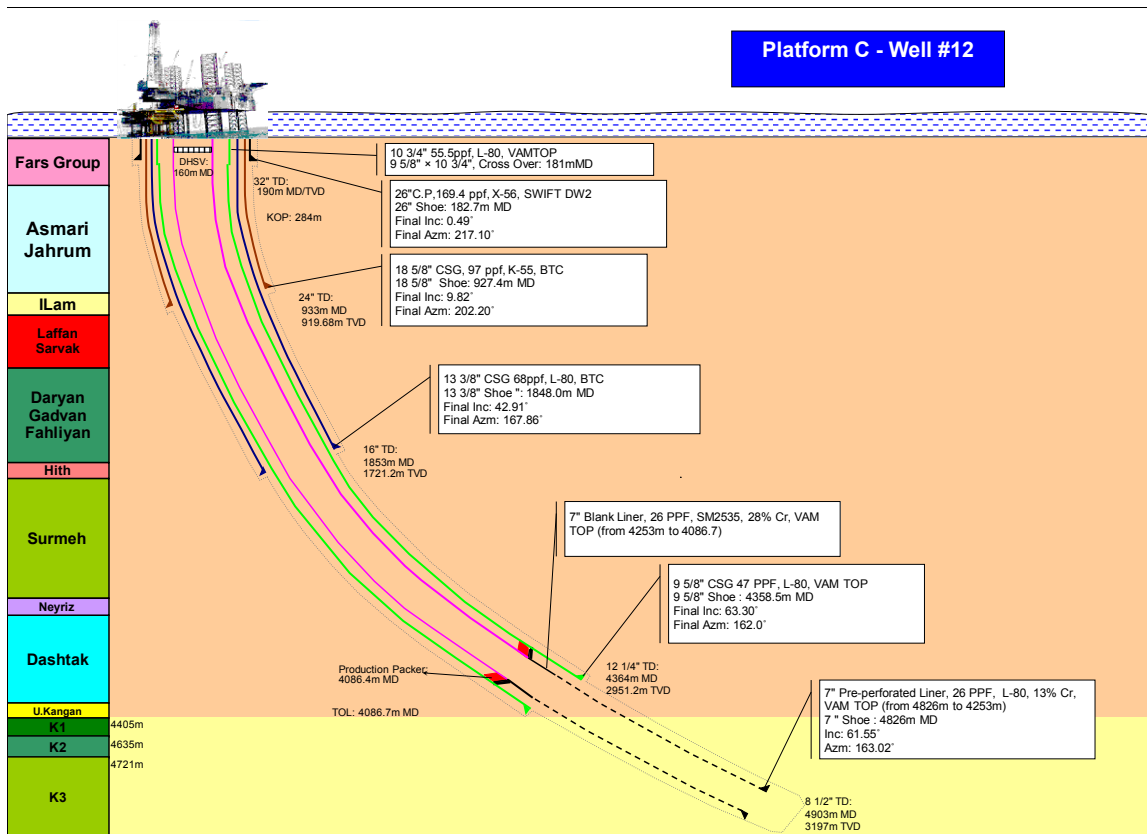 Platform C - Well #12
Fars Group
Asmari
Jahrum
ILam
Laffan
Sarvak
Daryan
Gadvan
Fahliyan
Hith
Surmeh
Neyriz
Dashtak
U.Kangan
K1
K2
K3
4405m
4635m
4721m
DHSV:
160m MD
32" TD:
190m MD/TVD
KOP: 284m
10 3/4" 55.5ppf, L-80, VAMTOP
9 5/8" × 10 3/4", Cross Over: 181mMD
26"C.P,169.4 ppf, X-56, SWIFT DW2
26" Shoe: 182.7m MD
Final Inc: 0.49°
Final Azm: 217.10°
18 5/8" CSG, 97 ppf, K-55, BTC
18 5/8" Shoe: 927.4m MD
Final Inc: 9.82°
Final Azm: 202.20°
24" TD:
933m MD
919.68m TVD
13 3/8" CSG 68ppf, L-80, BTC
13 3/8" Shoe ": 1848.0m MD
Final Inc: 42.91°
Final Azm: 167.86°
16" TD:
1853m MD
1721.2m TVD
7" Blank Liner, 26 PPF, SM2535, 28% Cr, VAM
TOP (from 4253m to 4086.7)
9 5/8" CSG 47 PPF, L-80, VAM TOP
9 5/8" Shoe : 4358.5m MD
Final Inc: 63.30°
Final Azm: 162.0°
12 1/4" TD:
4364m MD
2951.2m TVD
Production Packer:
4086.4m MD
TOL: 4086.7m MD
7" Pre-perforated Liner, 26 PPF, L-80, 13% Cr,
VAM TOP (from 4826m to 4253m)
7 " Shoe : 4826m MD
Inc: 61.55°
Azm: 163.02°
8 1/2" TD:
4903m MD
3197m TVD